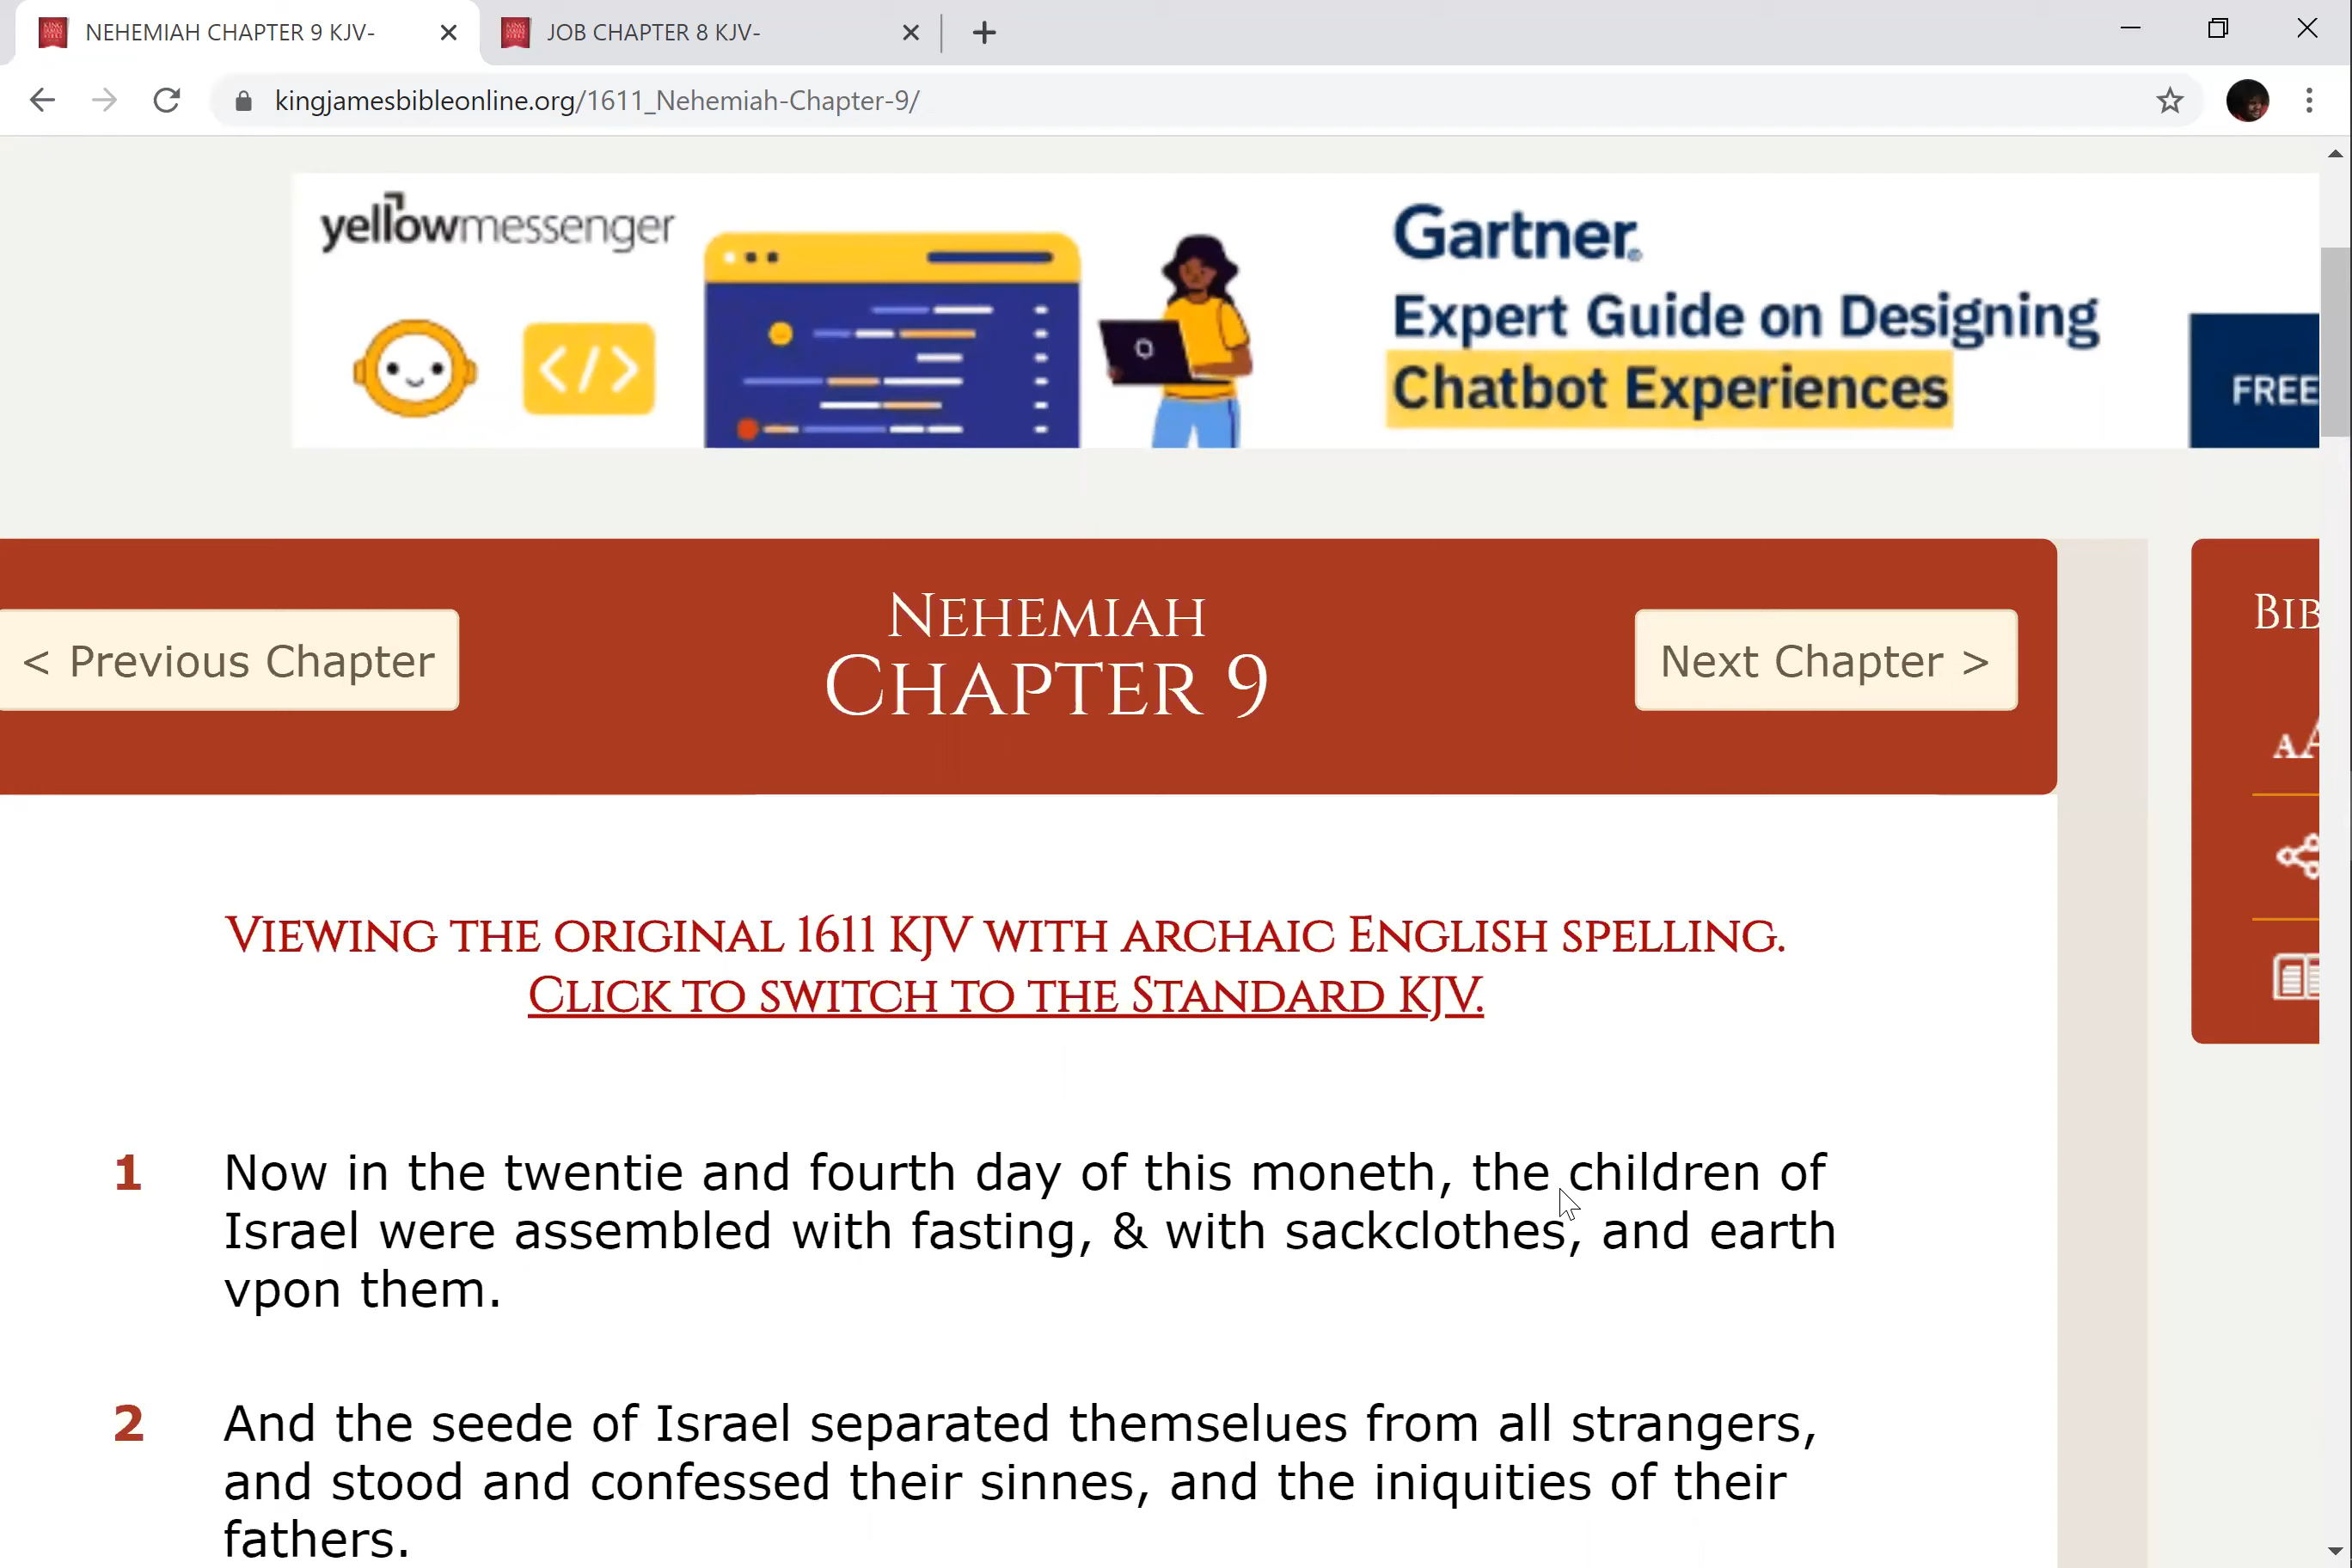 NEHEMIAH CHAPTER 9 KJV-
JOB CHAPTER 8 KJV-
kingjamesbibleonline.org/1611_Nehemiah-Chapter-9/
yellowmessenger
</>
Gartner
Expert Guide on Designing
Chatbot Experiences
FREE
< Previous Chapter
NEHEMIAH
CHAPTER 9
Next Chapter >
BIB
AA
VIEWING THE ORIGINAL 1611 KJV WITH ARCHAIC ENGLISH SPELLING.
CLICK TO SWITCH TO THE STANDARD KJV.
1 Now in the twentie and fourth day of this moneth, the children of
Israel were assembled with fasting, & with sackclothes, and earth
vpon them.
2 And the seede of Israel separated themselues from all strangers,
and stood and confessed their sinnes, and the iniquities of their
fathers.